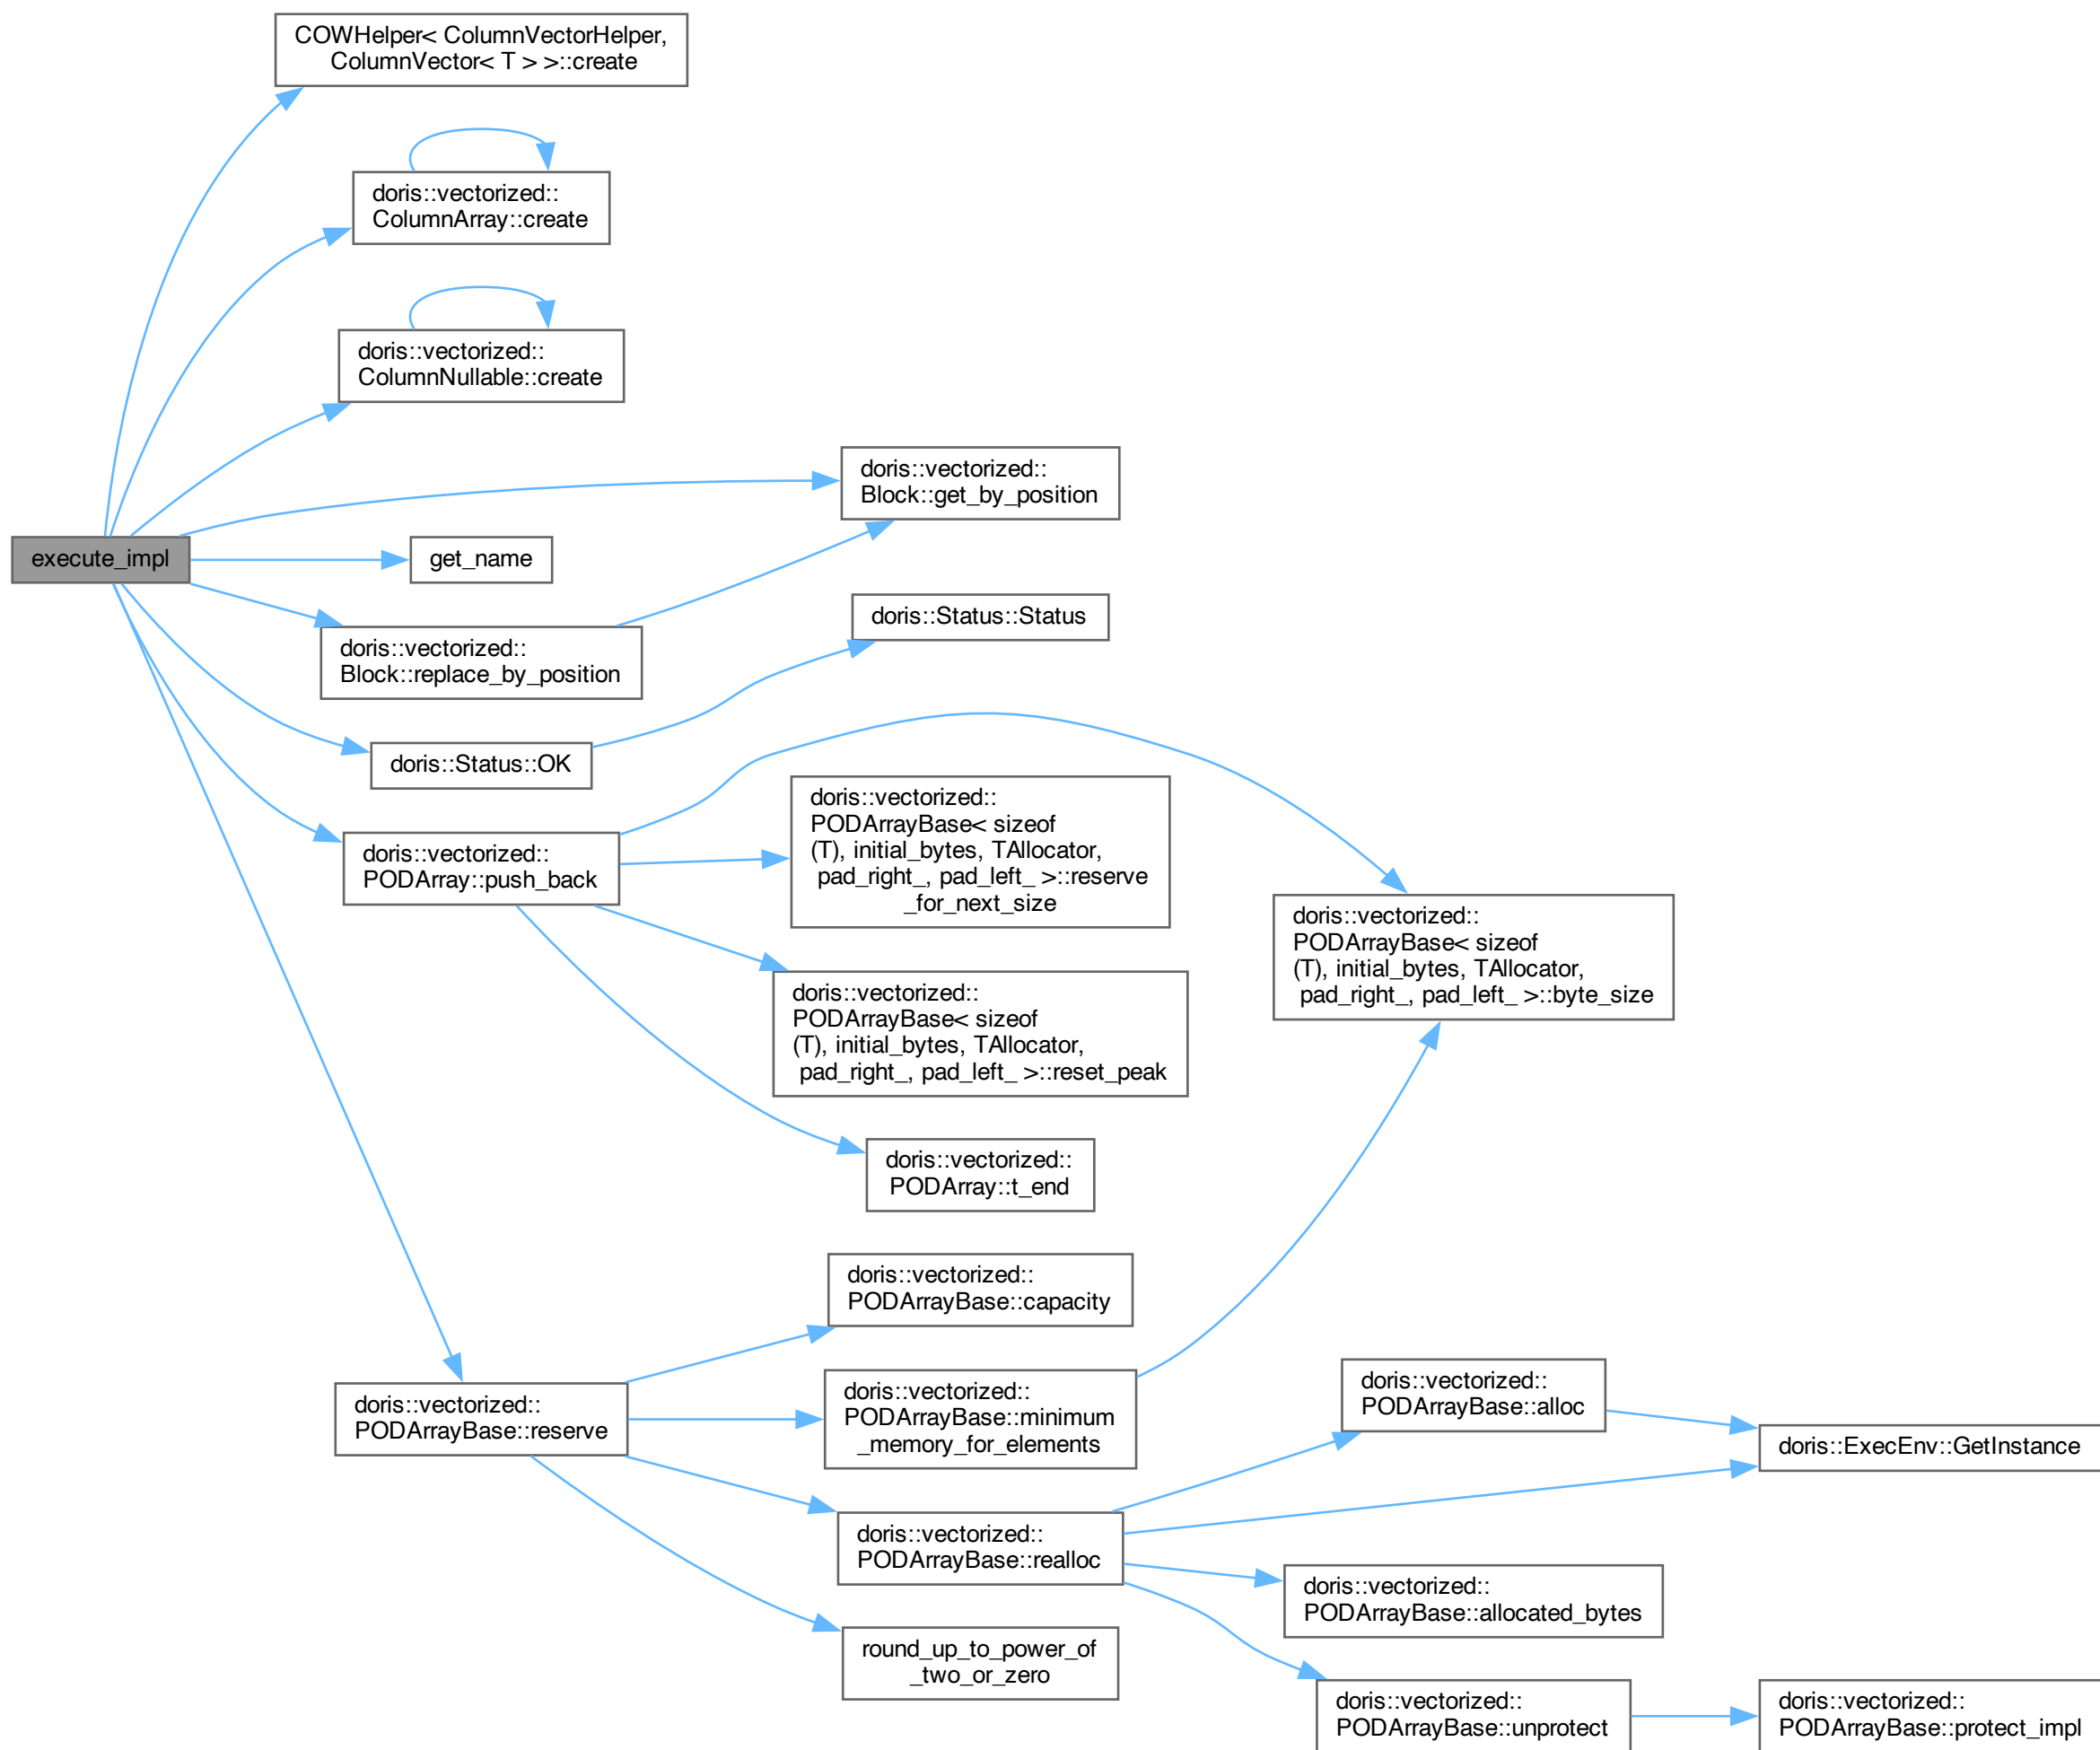 COWHelper< ColumnVectorHelper,
ColumnVector< T > >::create
doris::vectorized::
ColumnArray::create
doris::vectorized::
ColumnNullable::create
doris::vectorized::
Block::get_by_position
execute_impl
get_name
doris::Status::Status
doris::vectorized::
Block::replace_by_position
doris::Status::OK
doris::vectorized::
PODArrayBase< sizeof
(T), initial_bytes, TAllocator,
pad_right_, pad_left_ >::reserve
_for_next_size
doris::vectorized::
PODArray::push_back
doris::vectorized::
PODArrayBase< sizeof
(T), initial_bytes, TAllocator,
pad_right_, pad_left_ >::byte_size
doris::vectorized::
PODArrayBase< sizeof
(T), initial_bytes, TAllocator,
pad_right_, pad_left_ >::reset_peak
doris::vectorized::
PODArray::t_end
doris::vectorized::
PODArrayBase::capacity
doris::vectorized::
PODArrayBase::reserve
doris::vectorized::
PODArrayBase::minimum
_memory_for_elements
doris::vectorized::
PODArrayBase::alloc
doris::ExecEnv::GetInstance
doris::vectorized::
PODArrayBase::realloc
doris::vectorized::
PODArrayBase::allocated_bytes
round_up_to_power_of
_two_or_zero
doris::vectorized::
PODArrayBase::unprotect
doris::vectorized::
PODArrayBase::protect_impl